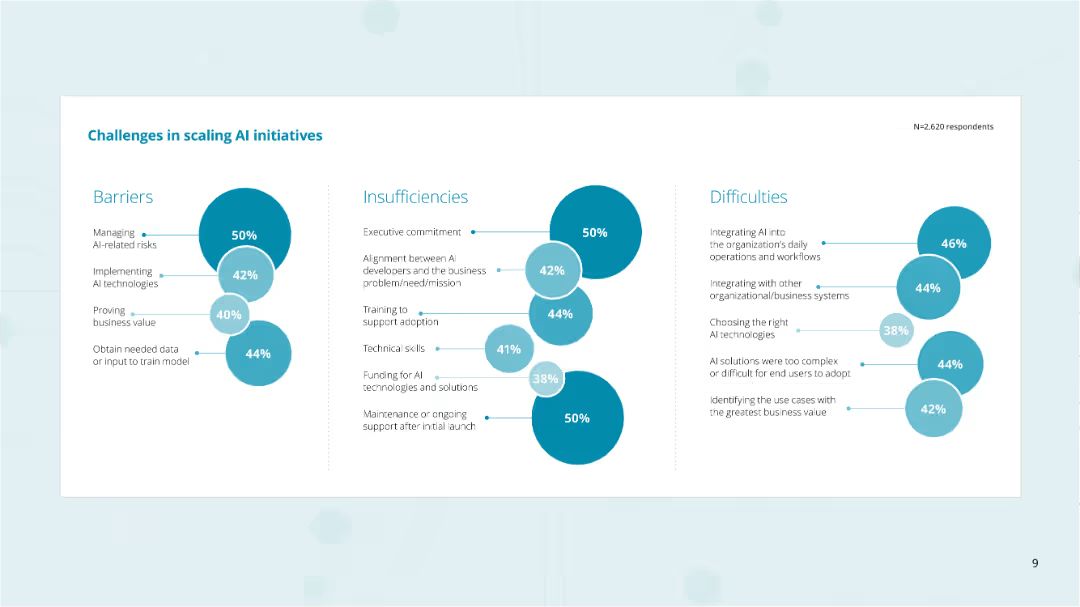 Challenges in scaling AI initiatives
N=2,620 respondents
Barriers
Managing
AI-related risks
50%
Implementing
AI technologies
42%
Proving
business value
40%
Obtain needed data
or input to train model
44%
Insufficiencies
Executive commitment
50%
Alignment between AI
developers and the business
problem/need/mission
42%
Training to
support adoption
44%
Technical skills
41%
Funding for AI
technologies and solutions
38%
Maintenance or ongoing
support after initial launch
50%
Difficulties
Integrating AI into
the organization's daily
operations and workflows
46%
Integrating with other
organizational/business systems
44%
Choosing the right
AI technologies
38%
AI solutions were too complex
or difficult for end users to adopt
44%
Identifying the use cases with
the greatest business value
42%
9